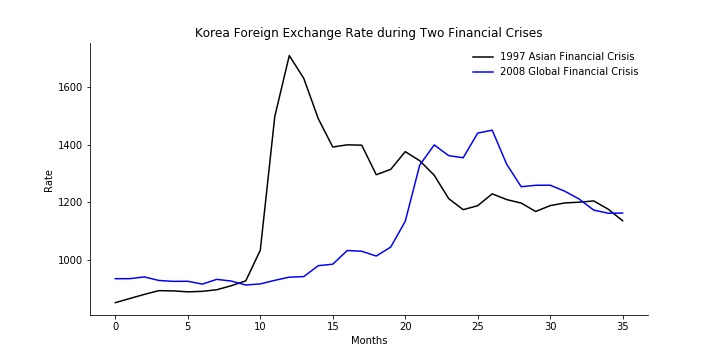 Korea Foreign Exchange Rate during Two Financial Crises
1997 Asian Financial Crisis
2008 Global Financial Crisis
1600
1400
1200
1000
Rate
0 5 10 15 20 25 30 35
Months